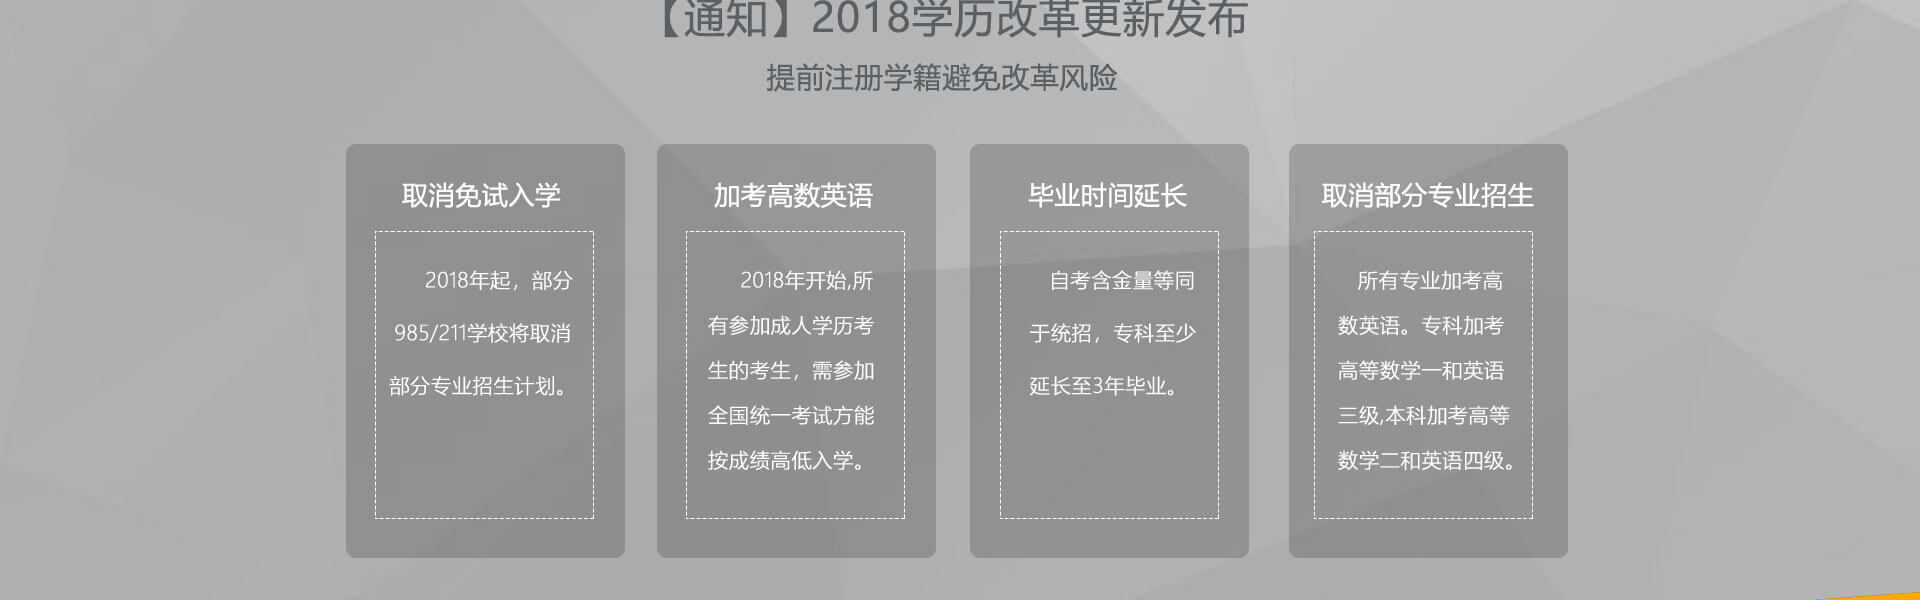 【通知】2018学历改革更新发布
提前注册学籍避免改革风险
取消免试入学
2018年起，部分
985/211学校将取消
部分专业招生计划。
加考高数英语
2018年开始,所
有参加成人学历考
生的考生，需参加
全国统一考试方能
按成绩高低入学。
毕业时间延长
自考含金量等同
于统招，专科至少
延长至3年毕业。
取消部分专业招生
所有专业加考高
数英语。专科加考
高等数学一和英语
三级,本科加考高等
数学二和英语四级。